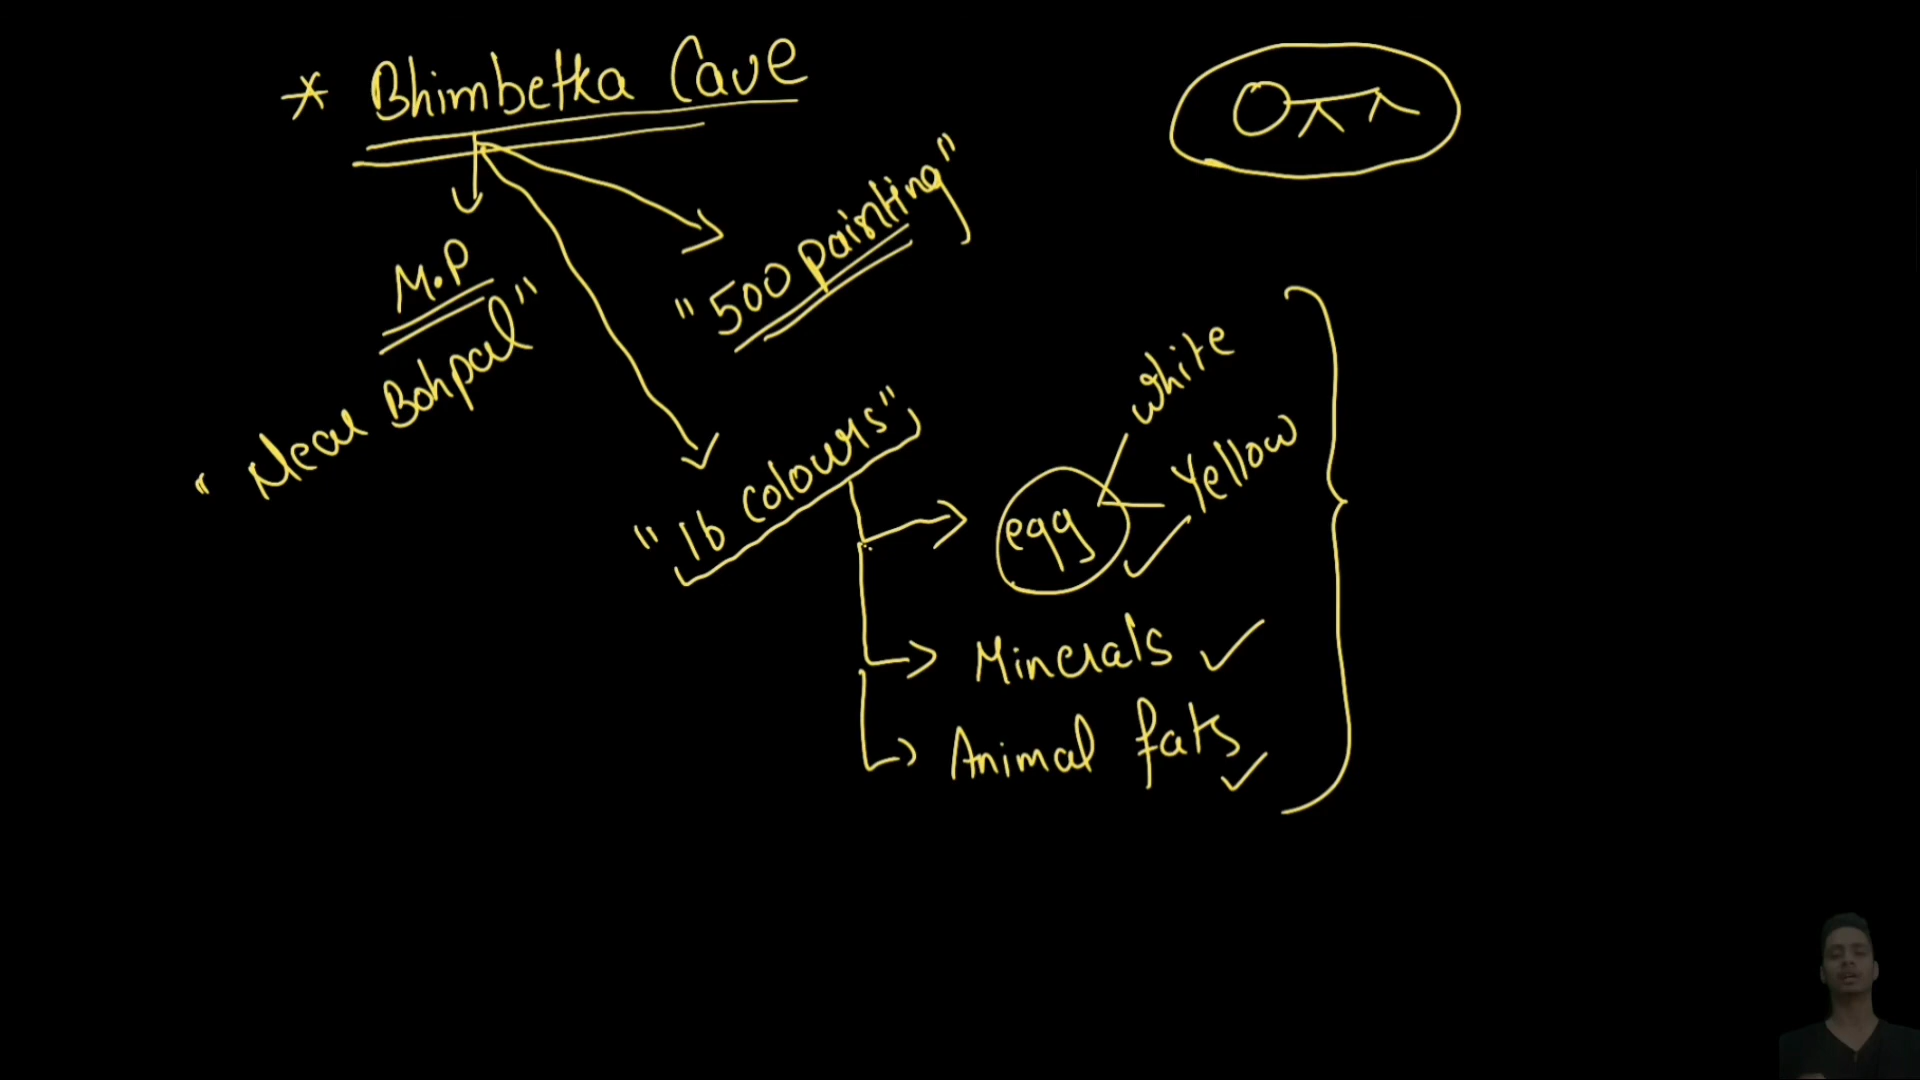 * Bhimbetka Cave
M.P
" Near Bohpal"
"500 painting"
"16 colours"
egg
white
Yellow
Minerals ✓
Animal fats ✓